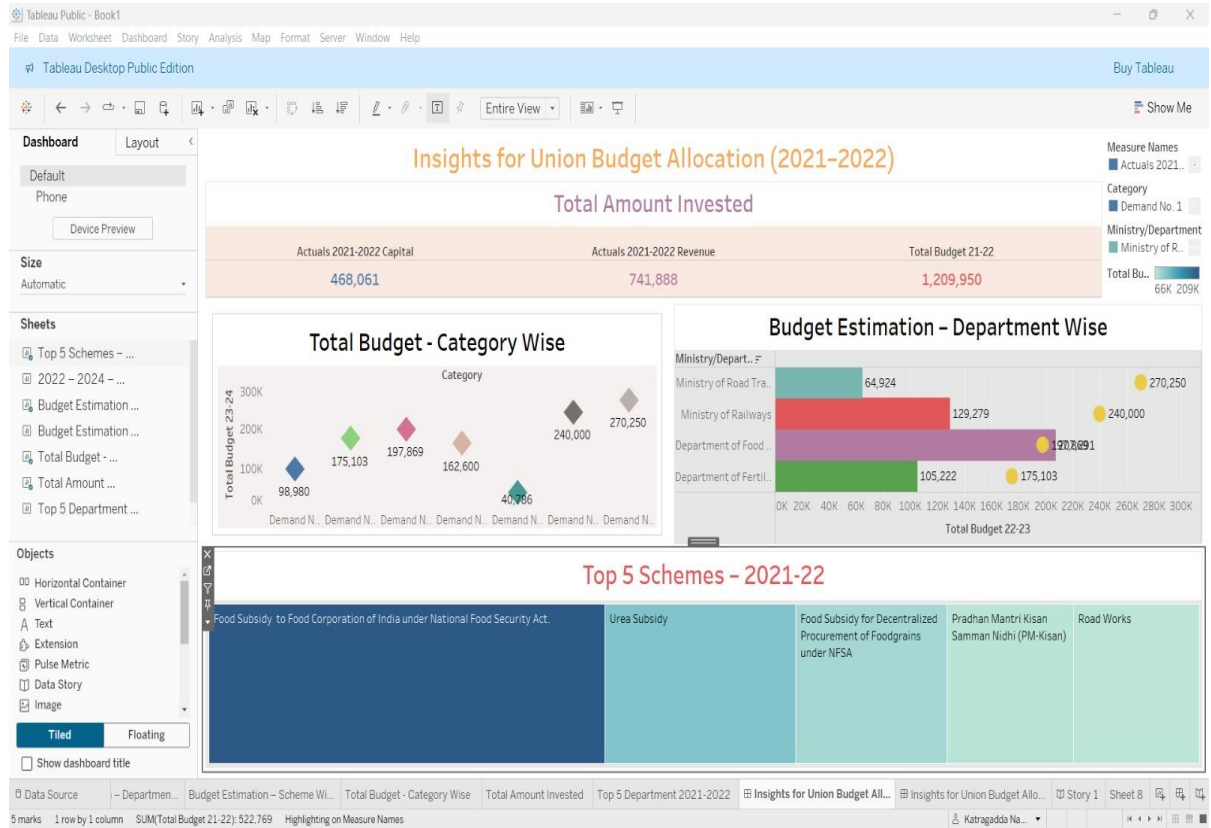 Tableau Public - Book1
File Data Worksheet Dashboard Story Analysis Map Format Server Window Help
Tableau Desktop Public Edition
Buy Tableau
Entire View
Show Me
Dashboard
Layout
Default
Phone
Device Preview
Size
Automatic
Sheets
Top 5 Schemes – ...
2022 – 2024 – ...
Budget Estimation ...
Budget Estimation ...
Total Budget - ...
Total Amount ...
Top 5 Department ...
Objects
Horizontal Container
Vertical Container
Text
Extension
Pulse Metric
Data Story
Image
Tiled
Floating
Show dashboard title
Insights for Union Budget Allocation (2021–2022)
Total Amount Invested
Actuals 2021-2022 Capital Actuals 2021-2022 Revenue Total Budget 21-22
468,061 741,888 1,209,950
Measure Names
Actuals 2021..
Category
Demand No. 1
Ministry/Department
Ministry of R..
Total Bu..
66K 209K
Total Budget - Category Wise
Category
Total Budget 23-24
300K
200K
100K
0K
98,980
175,103
197,869
162,600
40,786
240,000
270,250
Demand N.. Demand N.. Demand N.. Demand N.. Demand N.. Demand N.. Demand N..
Budget Estimation – Department Wise
Ministry/Depart..
Ministry of Road Tra.. 64,924 270,250
Ministry of Railways 129,279 240,000
Department of Food ..
Department of Fertil.. 105,222 175,103
0K 20K 40K 60K 80K 100K 120K 140K 160K 180K 200K 220K 240K 260K 280K 300K
Total Budget 22-23
Top 5 Schemes – 2021-22
Food Subsidy to Food Corporation of India under National Food Security Act.
Urea Subsidy
Food Subsidy for Decentralized
Procurement of Foodgrains
under NFSA
Pradhan Mantri Kisan
Samman Nidhi (PM-Kisan)
Road Works
Data Source – Departmen... Budget Estimation – Scheme Wi... Total Budget - Category Wise Total Amount Invested Top 5 Department 2021-2022 Insights for Union Budget All... Insights for Union Budget Allo... Story 1 Sheet 8
5 marks 1 row by 1 column SUM(Total Budget 21-22): 522,769 Highlighting on Measure Names Katragadda Na...